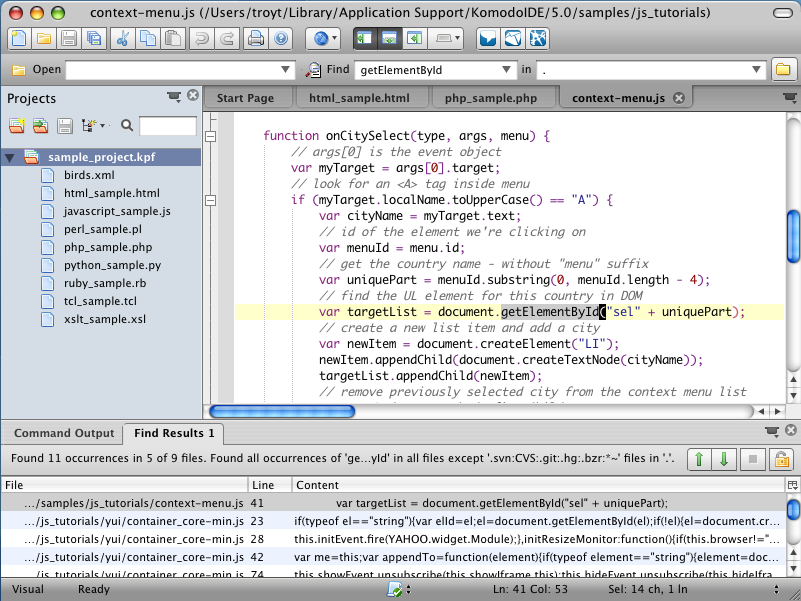 context-menu.js (/Users/troyt/Library/Application Support/KomodoIDE/5.0/samples/js_tutorials)
Open Find getElementById in .
Projects
Start Page html_sample.html php_sample.php context-menu.js
sample_project.kpf
birds.xml
html_sample.html
javascript_sample.js
perl_sample.pl
php_sample.php
python_sample.py
ruby_sample.rb
tcl_sample.tcl
xslt_sample.xsl
function onCitySelect(type, args, menu) {
// args[0] is the event object
var myTarget = args[0].target;
// look for an <A> tag inside menu
if (myTarget.localName.toUpperCase() == "A") {
var cityName = myTarget.text;
// id of the element we're clicking on
var menuId = menu.id;
// get the country name - without "menu" suffix
var uniquePart = menuId.substring(0, menuId.length - 4);
// find the UL element for this country in DOM
var targetList = document.getElementById("sel" + uniquePart);
// create a new list item and add a city
var newItem = document.createElement("LI");
newItem.appendChild(document.createTextNode(cityName));
targetList.appendChild(newItem);
// remove previously selected city from the context menu list
Command Output Find Results 1
Found 11 occurrences in 5 of 9 files. Found all occurrences of 'ge...yId' in all files except '.svn:CVS:.git:.hg:.bzr:*~' files in '.'.
File Line Content
.../samples/js_tutorials/context-menu.js 41 var targetList = document.getElementById("sel" + uniquePart);
.../js_tutorials/yui/container_core-min.js 23 if(typeof el=="string"){var elId=el;el=document.getElementById(el);if(!el){el=document.cr...
.../js_tutorials/yui/container_core-min.js 28 this.initEvent.fire(YAHOO.widget.Module);},initResizeMonitor:function(){if(this.browser!="...
.../js_tutorials/yui/container_core-min.js 42 var me=this;var appendTo=function(element){if(typeof element=="string"){element=doc...
.../js_tutorials/yui/container_core-min.js 74 this.showEvent.unsubscribe(this.showIframe,this);this.hideEvent.unsubscribe(this.hideIfra...
Visual Ready Ln: 41 Col: 53 Sel: 14 ch, 1 ln